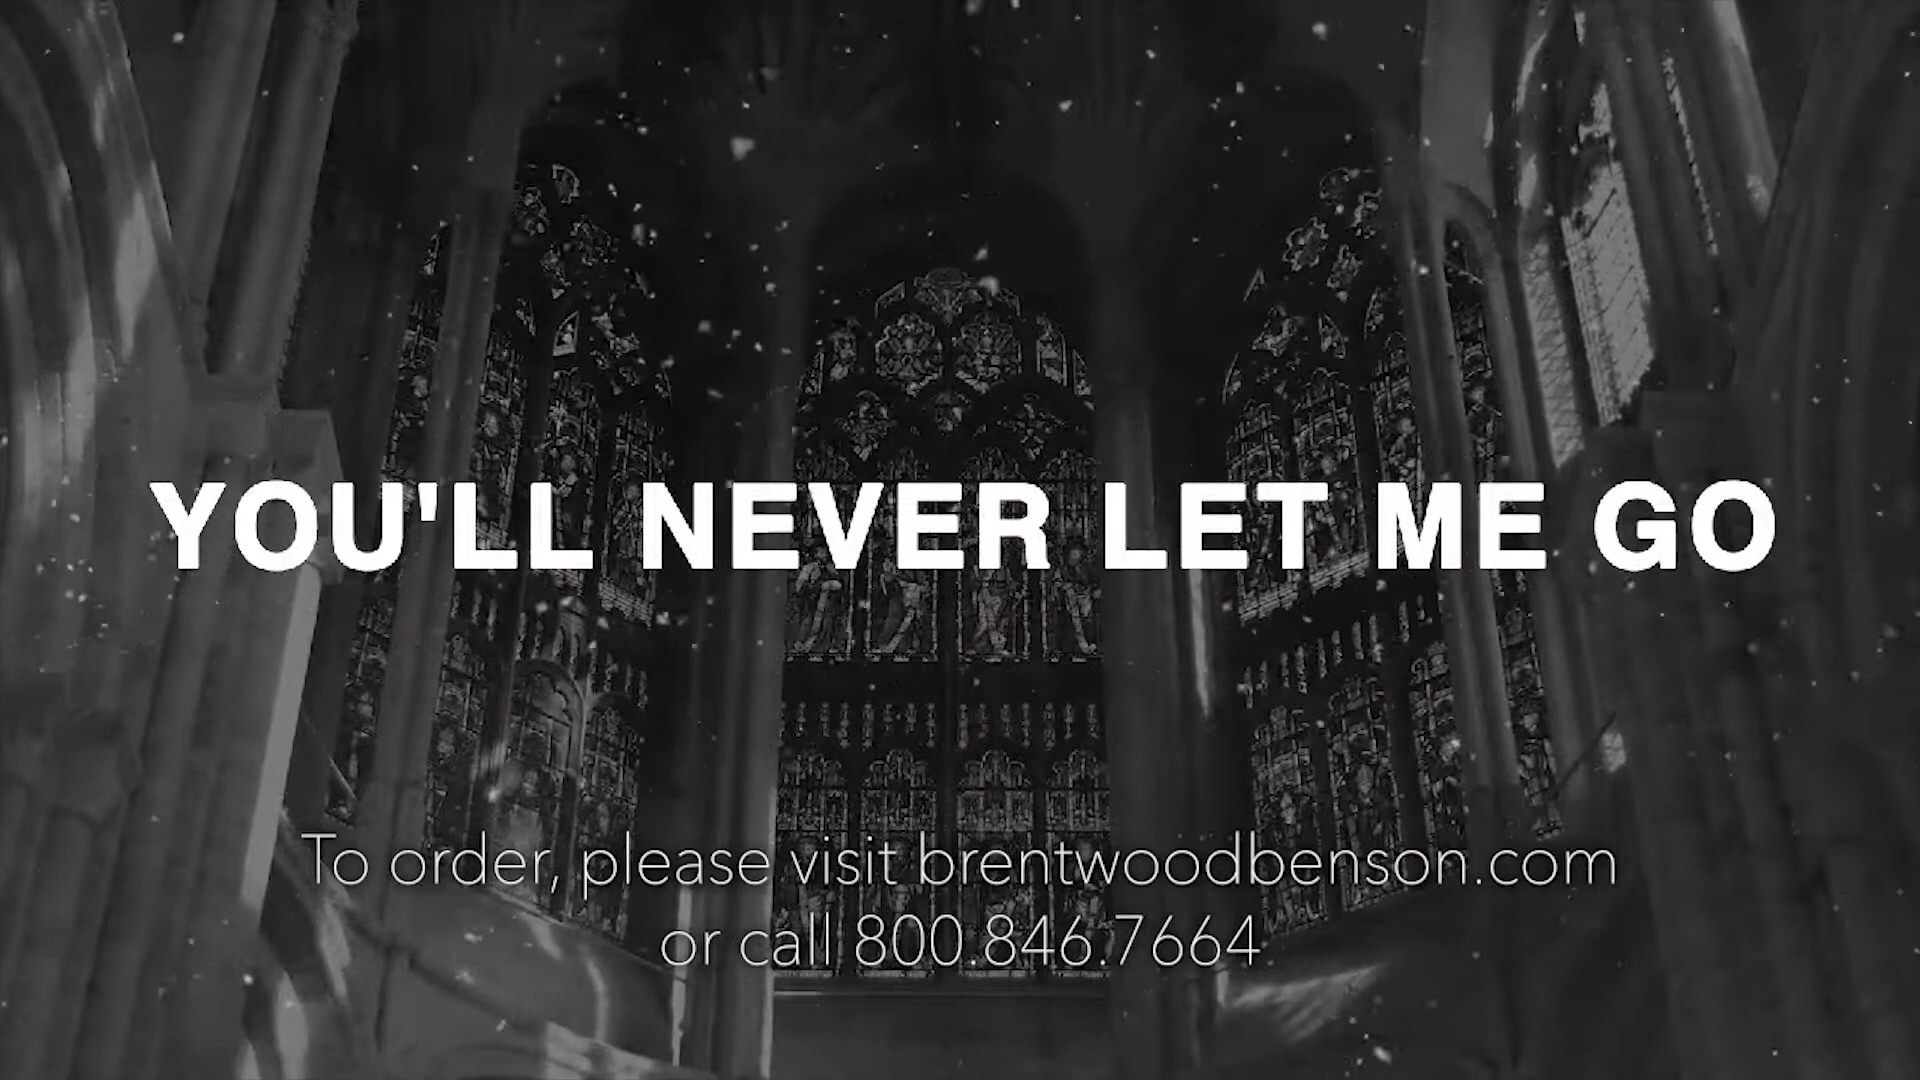 YOU'LL NEVER LET ME GO
To order, please visit brentwoodbenson.com
or call 800.846.7664